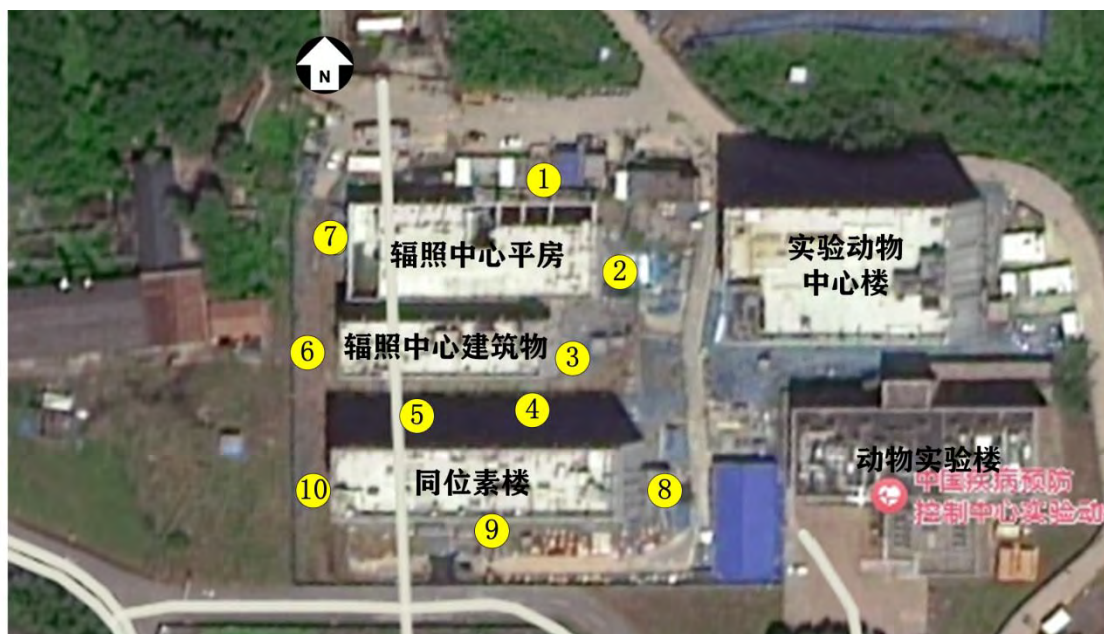 N
1
7
辐照中心平房
2
实验动物
中心楼
6
辐照中心建筑物
3
5
4
10
同位素楼
8
动物实验楼
9
中国疾病预防
控制中心实验动